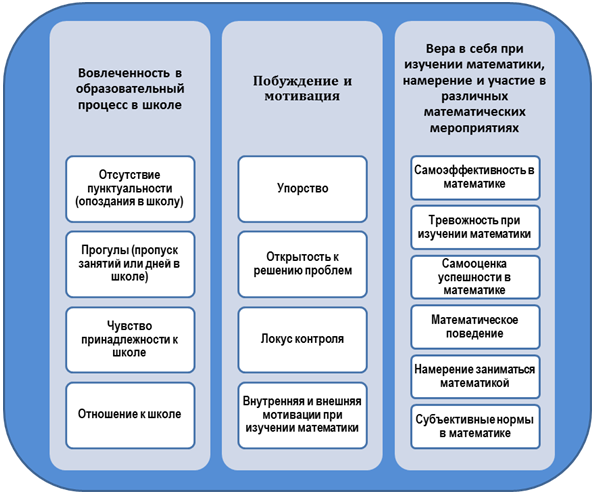 Вовлеченность в
образовательный
процесс в школе
Отсутствие
пунктуальности
(опоздания в школу)
Прогулы (пропуск
занятий или дней в
школе)
Чувство
принадлежности к
школе
Отношение к школе
Побуждение и
мотивация
Упорство
Открытость к
решению проблем
Локус контроля
Внутренняя и внешняя
мотивации при
изучении математики
Вера в себя при
изучении математики,
намерение и участие в
различных
математических
мероприятиях
Самоэффективность в
математике
Тревожность при
изучении математики
Самооценка
успешности в
математике
Математическое
поведение
Намерение заниматься
математикой
Субъективные нормы
в математике